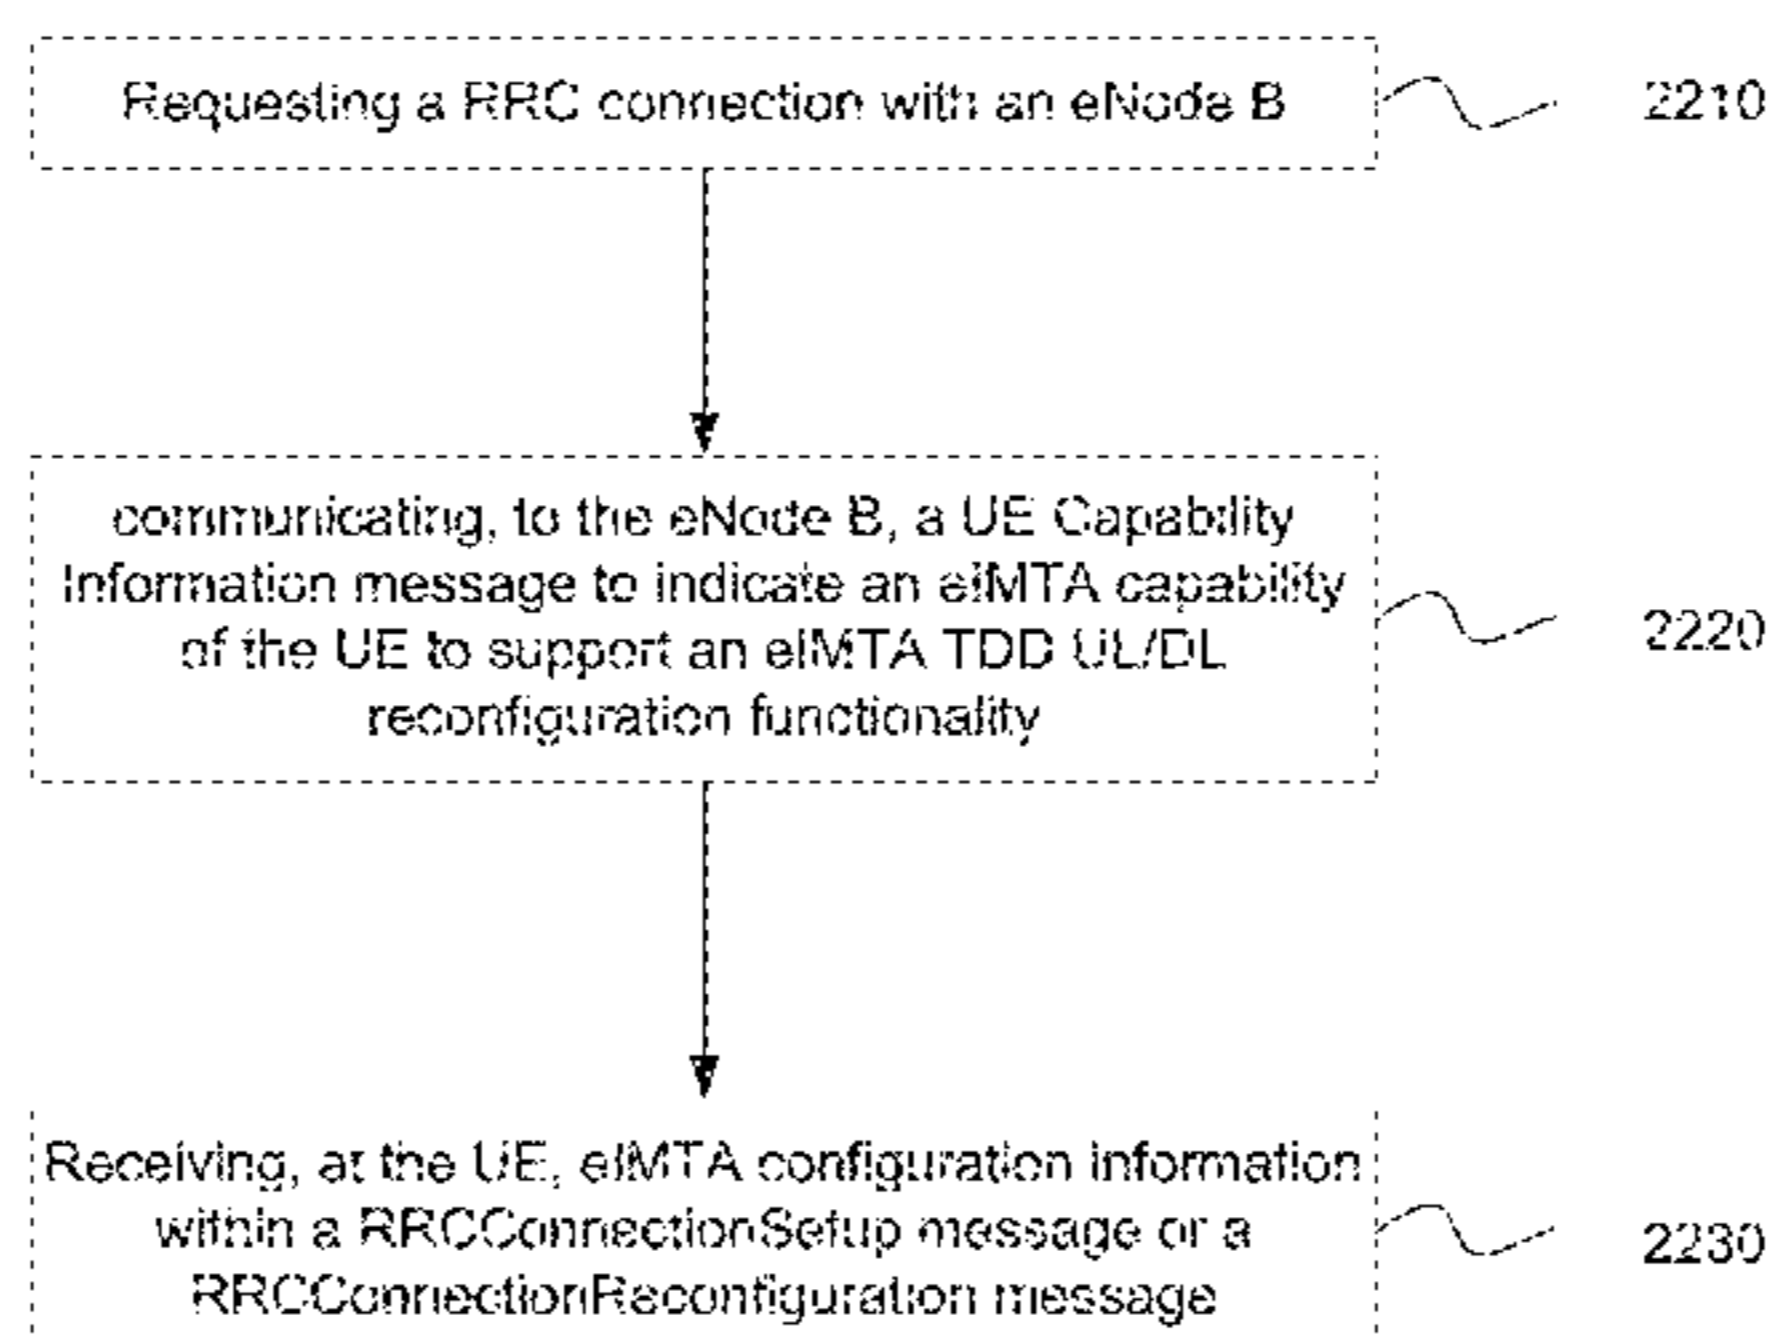 Requesting a RRC connection with an eNode B
2210
communicating, to the eNode B, a UE Capability
Information message to indicate an eIMTA capability
of the UE to support an eIMTA TDD UL/DL
reconfiguration functionality
2220
Receiving, at the UE, eIMTA configuration information
within a RRCConnectionSetup message or a
RRCConnectionReconfiguration message
2230